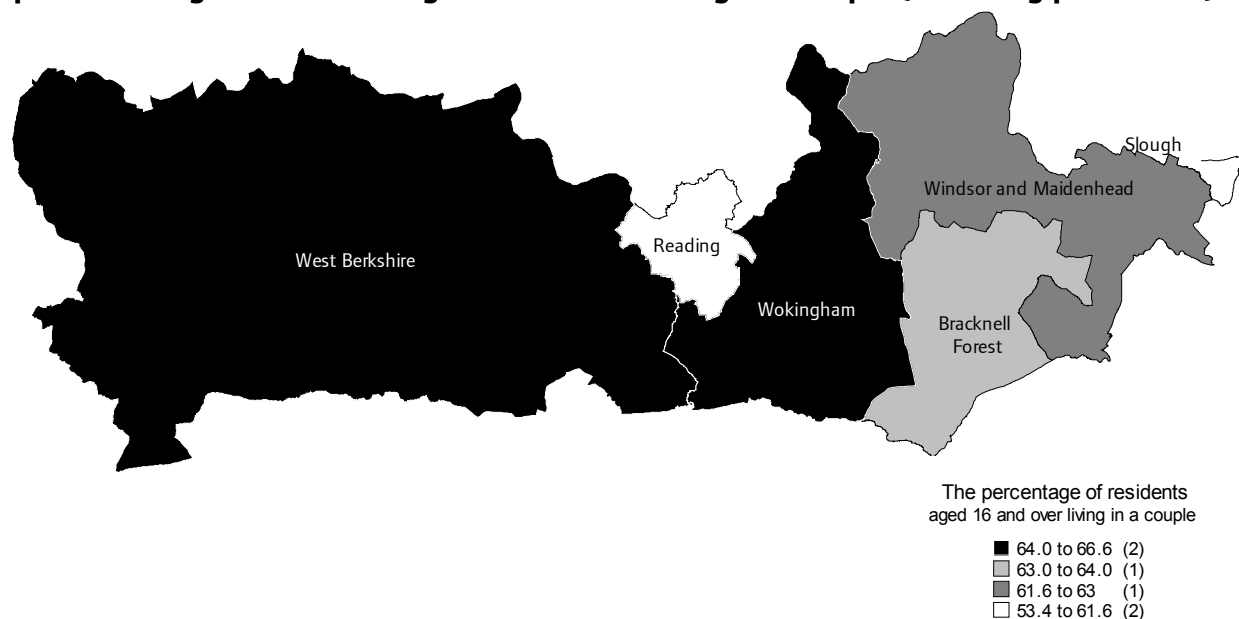 Slough
Windsor and Maidenhead
Reading
West Berkshire
Wokingham
Bracknell
Forest
The percentage of residents
aged 16 and over living in a couple
64.0 to 66.6 (2)
63.0 to 64.0 (1)
61.6 to 63 (1)
53.4 to 61.6 (2)